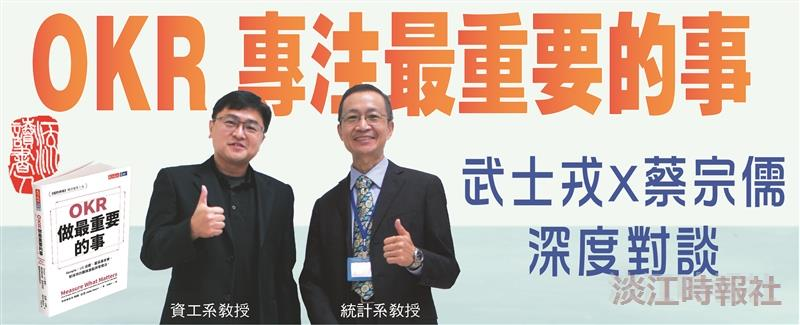 OKR 專注最重要的事
武士戎X蔡宗儒
深度對談
OKR
做最重要
的事
Measure What Matters
資工系教授
統計系教授
淡江時報社